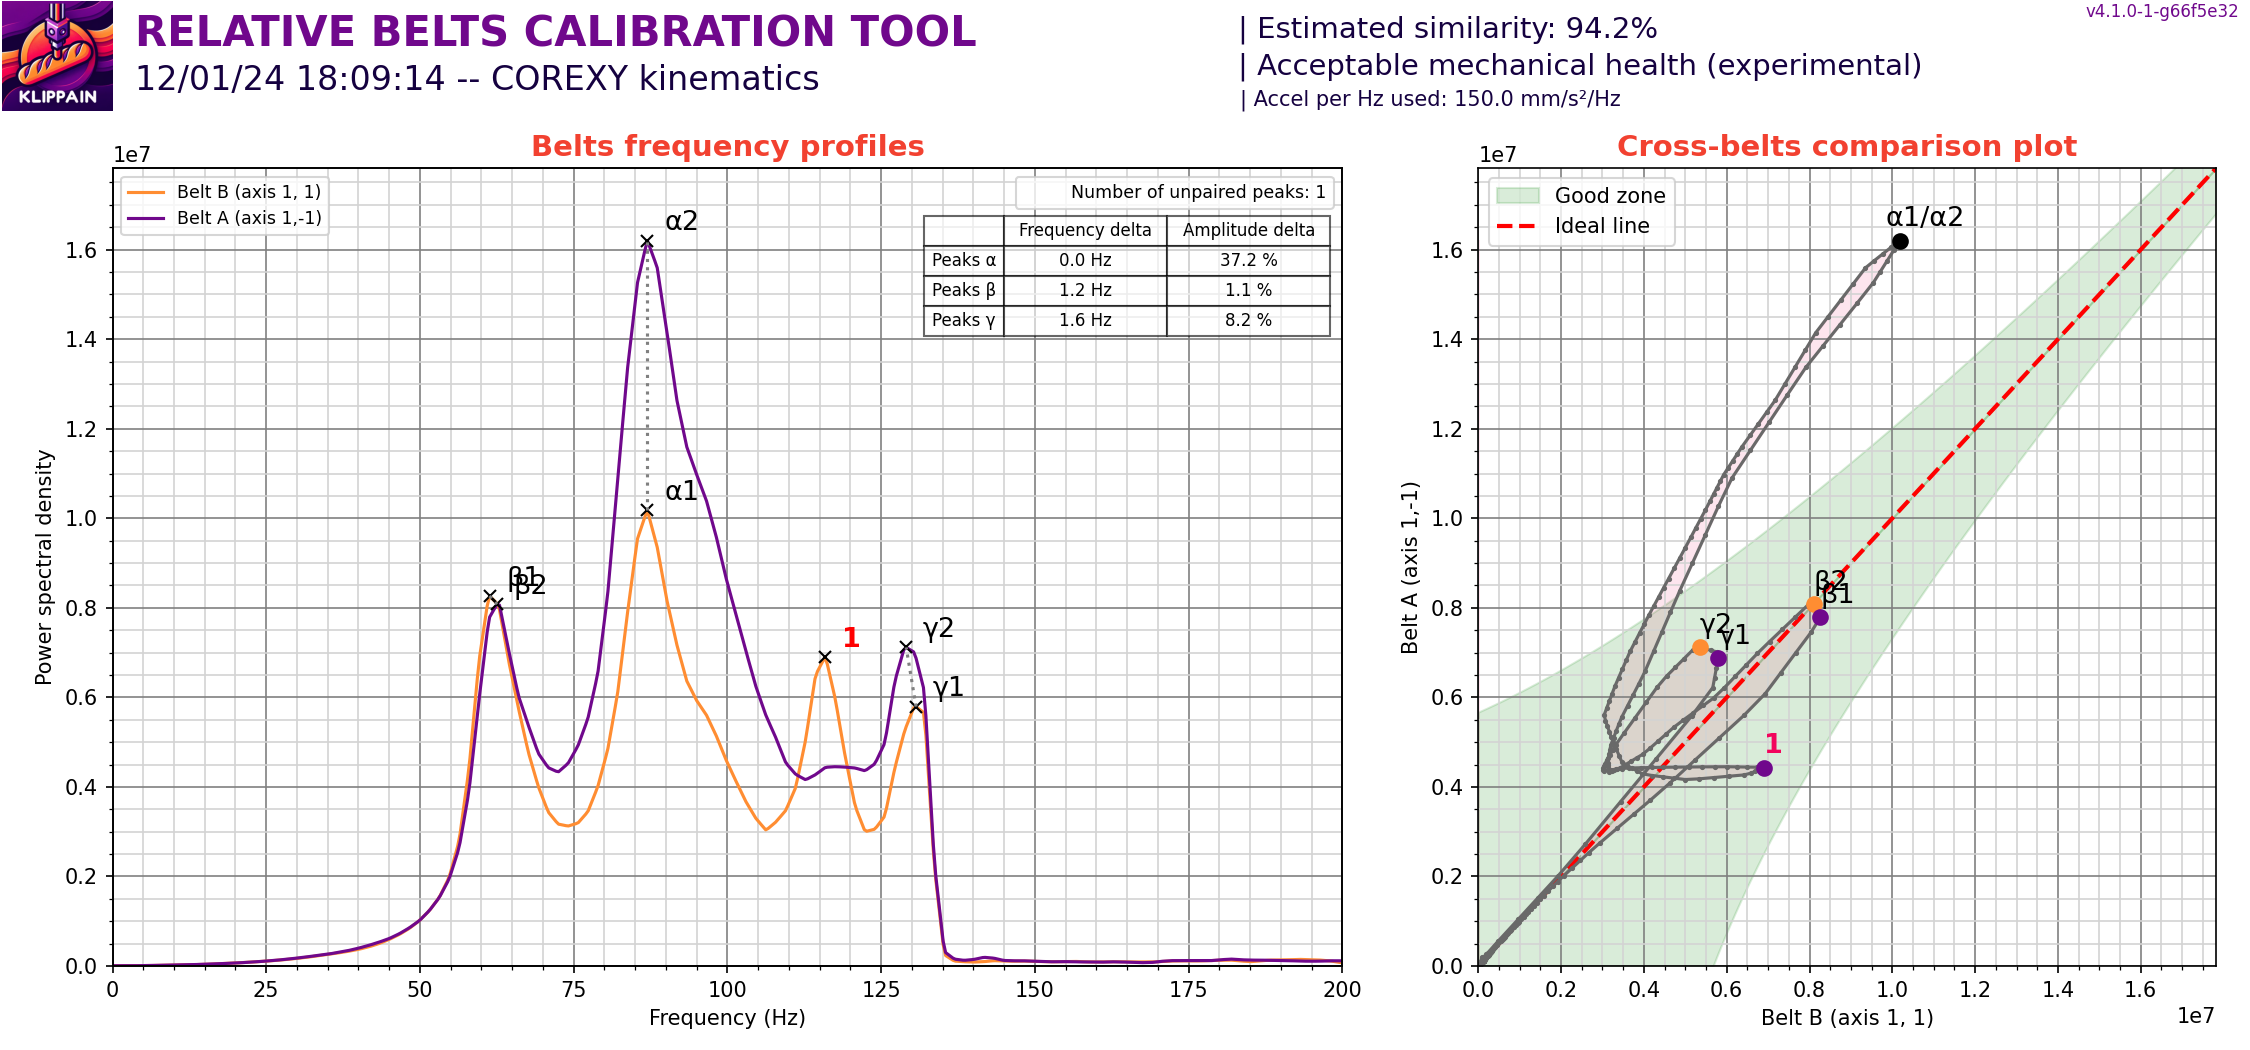 KLIPPAIN
RELATIVE BELTS CALIBRATION TOOL
12/01/24 18:09:14 -- COREXY kinematics
| Estimated similarity: 94.2%
| Acceptable mechanical health (experimental)
| Accel per Hz used: 150.0 mm/s²/Hz
v4.1.0-1-g66f5e32
Belts frequency profiles
1e7
Belt B (axis 1, 1)
Belt A (axis 1,-1)
Number of unpaired peaks: 1
Frequency delta Amplitude delta
Peaks α 0.0 Hz 37.2 %
Peaks β 1.2 Hz 1.1 %
Peaks γ 1.6 Hz 8.2 %
α2
α1
β1
β2
1
γ2
γ1
Power spectral density
1.6
1.4
1.2
1.0
0.8
0.6
0.4
0.2
0.0
0 25 50 75 100 125 150 175 200
Frequency (Hz)
Cross-belts comparison plot
1e7
Good zone
Ideal line
α1/α2
β2
β1
γ2
γ1
1
Belt A (axis 1,-1)
1.6
1.4
1.2
1.0
0.8
0.6
0.4
0.2
0.0
0.0 0.2 0.4 0.6 0.8 1.0 1.2 1.4 1.6
1e7
Belt B (axis 1, 1)